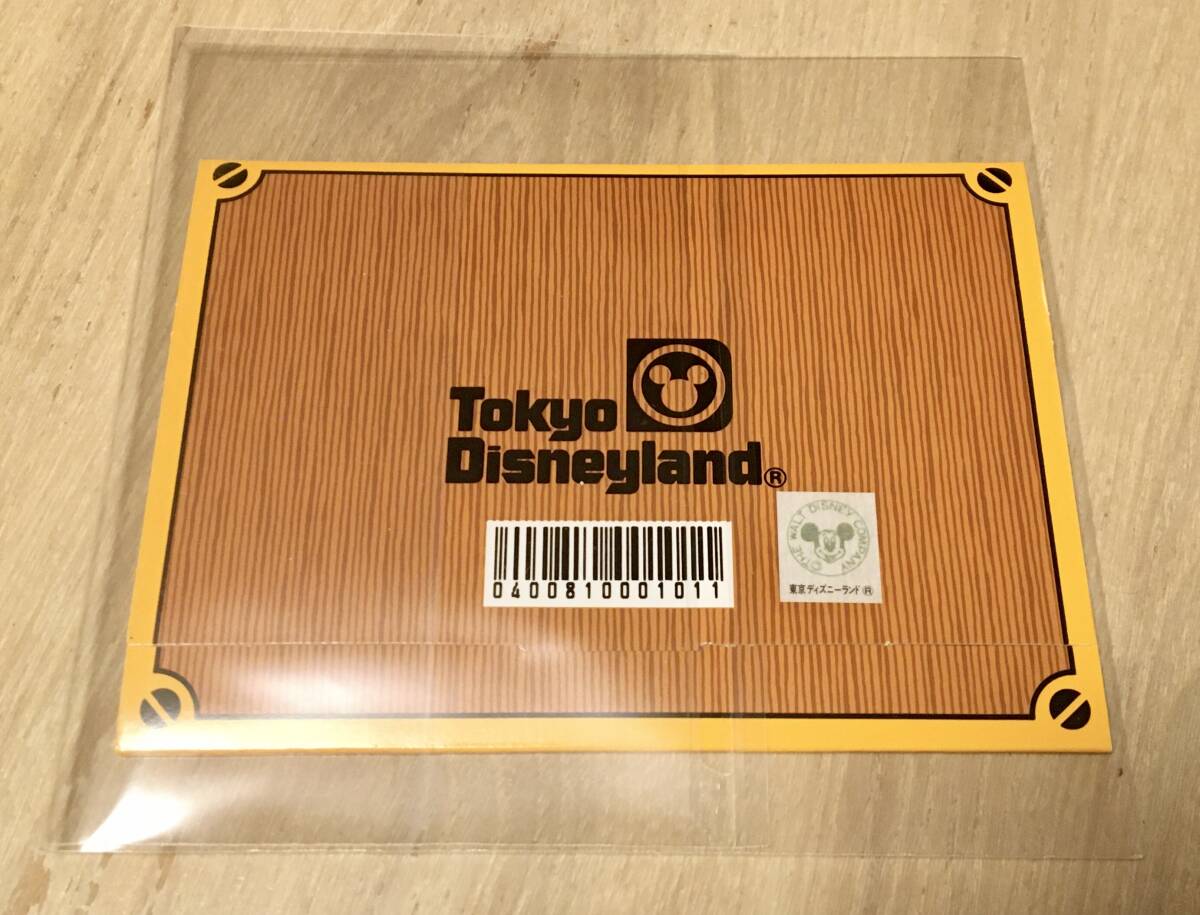 Tokyo
Disneyland®
0400810001011
©THE WALT DISNEY COMPANY
東京ディズニーランド®